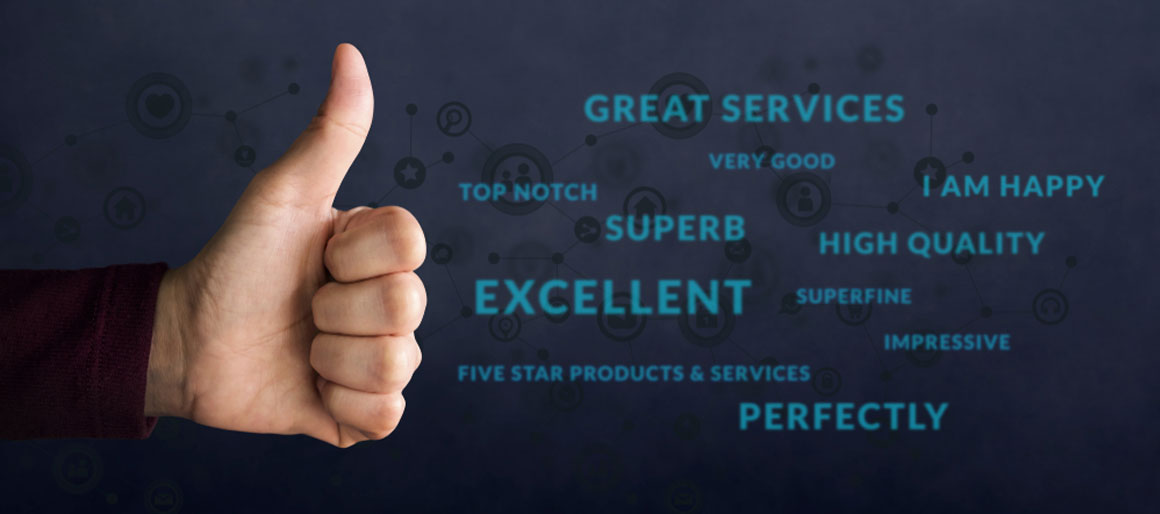 GREAT SERVICES
VERY GOOD
TOP NOTCH
I AM HAPPY
SUPERB
HIGH QUALITY
EXCELLENT
SUPERFINE
IMPRESSIVE
FIVE STAR PRODUCTS & SERVICES
PERFECTLY